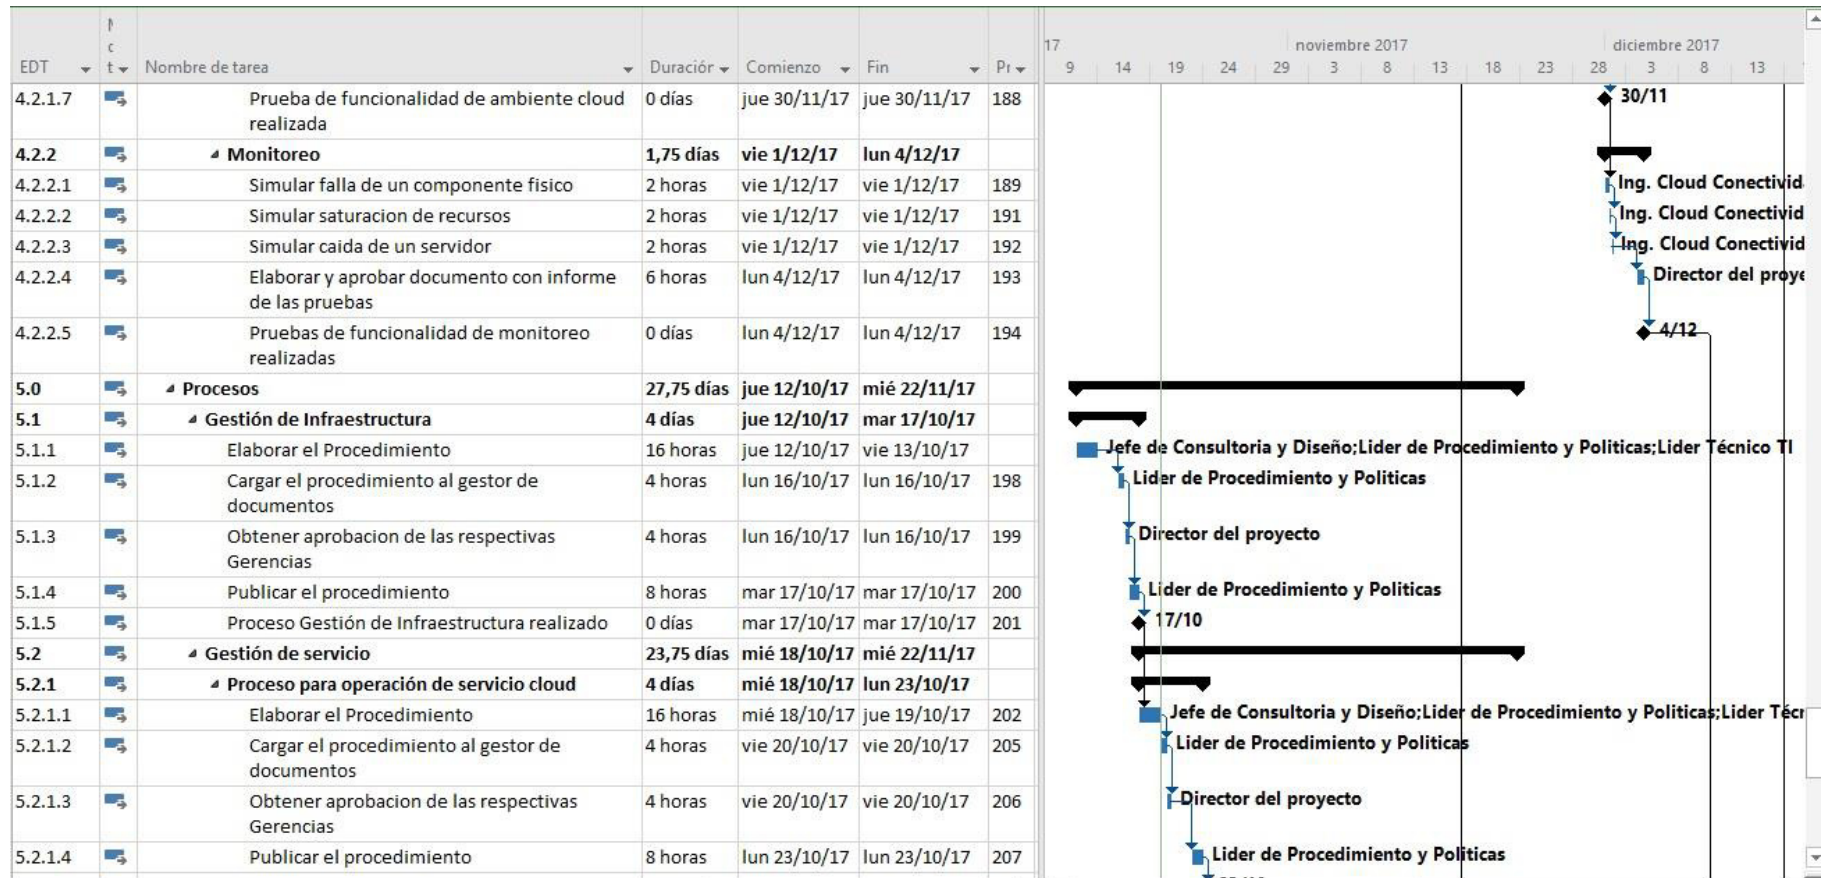 17 noviembre 2017 diciembre 2017
EDT t Nombre de tarea Duración Comienzo Fin Pr 9 14 19 24 29 3 8 13 18 23 28 3 8 13
4.2.1.7 Prueba de funcionalidad de ambiente cloud 0 días jue 30/11/17 jue 30/11/17 188 30/11
realizada
4.2.2 Monitoreo 1,75 días vie 1/12/17 lun 4/12/17
4.2.2.1 Simular falla de un componente fisico 2 horas vie 1/12/17 vie 1/12/17 189 Ing. Cloud Conectivid
4.2.2.2 Simular saturacion de recursos 2 horas vie 1/12/17 vie 1/12/17 191 Ing. Cloud Conectivid
4.2.2.3 Simular caida de un servidor 2 horas vie 1/12/17 vie 1/12/17 192 Ing. Cloud Conectivid
4.2.2.4 Elaborar y aprobar documento con informe 6 horas lun 4/12/17 lun 4/12/17 193 Director del proye
de las pruebas
4.2.2.5 Pruebas de funcionalidad de monitoreo 0 días lun 4/12/17 lun 4/12/17 194 4/12
realizadas
5.0 Procesos 27,75 días jue 12/10/17 mié 22/11/17
5.1 Gestión de Infraestructura 4 días jue 12/10/17 mar 17/10/17
5.1.1 Elaborar el Procedimiento 16 horas jue 12/10/17 vie 13/10/17 Jefe de Consultoria y Diseño;Lider de Procedimiento y Politicas;Lider Técnico TI
5.1.2 Cargar el procedimiento al gestor de 4 horas lun 16/10/17 lun 16/10/17 198 Lider de Procedimiento y Politicas
documentos
5.1.3 Obtener aprobacion de las respectivas 4 horas lun 16/10/17 lun 16/10/17 199 Director del proyecto
Gerencias
5.1.4 Publicar el procedimiento 8 horas mar 17/10/17 mar 17/10/17 200 Lider de Procedimiento y Politicas
5.1.5 Proceso Gestión de Infraestructura realizado 0 días mar 17/10/17 mar 17/10/17 201 17/10
5.2 Gestión de servicio 23,75 días mié 18/10/17 mié 22/11/17
5.2.1 Proceso para operación de servicio cloud 4 días mié 18/10/17 lun 23/10/17
5.2.1.1 Elaborar el Procedimiento 16 horas mié 18/10/17 jue 19/10/17 202 Jefe de Consultoria y Diseño;Lider de Procedimiento y Politicas;Lider Técr
5.2.1.2 Cargar el procedimiento al gestor de 4 horas vie 20/10/17 vie 20/10/17 205 Lider de Procedimiento y Politicas
documentos
5.2.1.3 Obtener aprobacion de las respectivas 4 horas vie 20/10/17 vie 20/10/17 206 Director del proyecto
Gerencias
5.2.1.4 Publicar el procedimiento 8 horas lun 23/10/17 lun 23/10/17 207 Lider de Procedimiento y Politicas